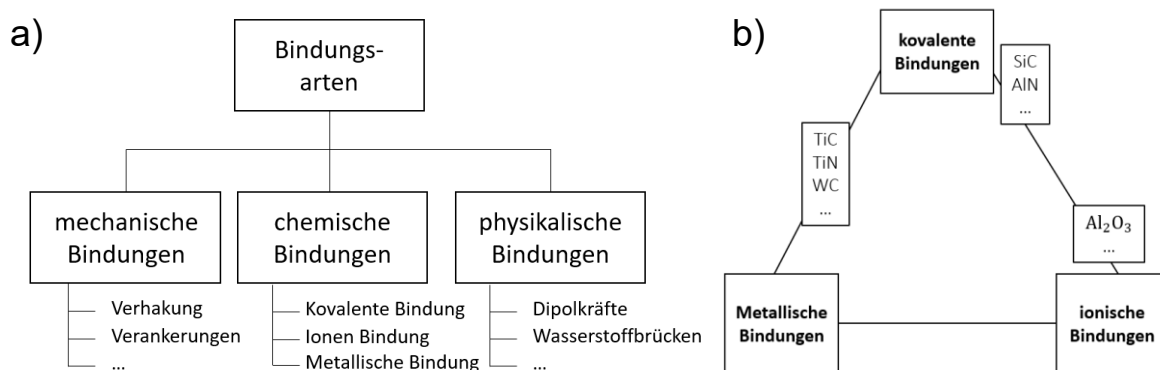 a)
Bindungs-
arten
mechanische
Bindungen
Verhakung
Verankerungen
...
chemische
Bindungen
Kovalente Bindung
Ionen Bindung
Metallische Bindung
physikalische
Bindungen
Dipolkräfte
Wasserstoffbrücken
...
b)
kovalente
Bindungen
SiC
AlN
...
TiC
TiN
WC
...
Al₂O₃
...
Metallische
Bindungen
ionische
Bindungen